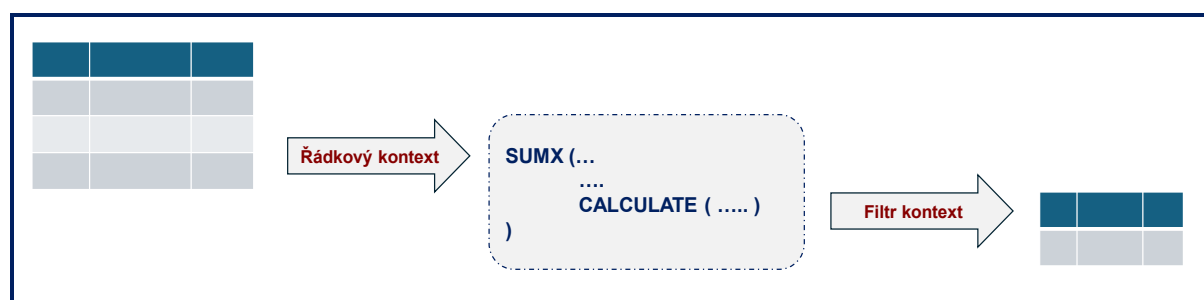 Řádkový kontext
SUMX (…
….
CALCULATE ( ….. )
)
Filtr kontext